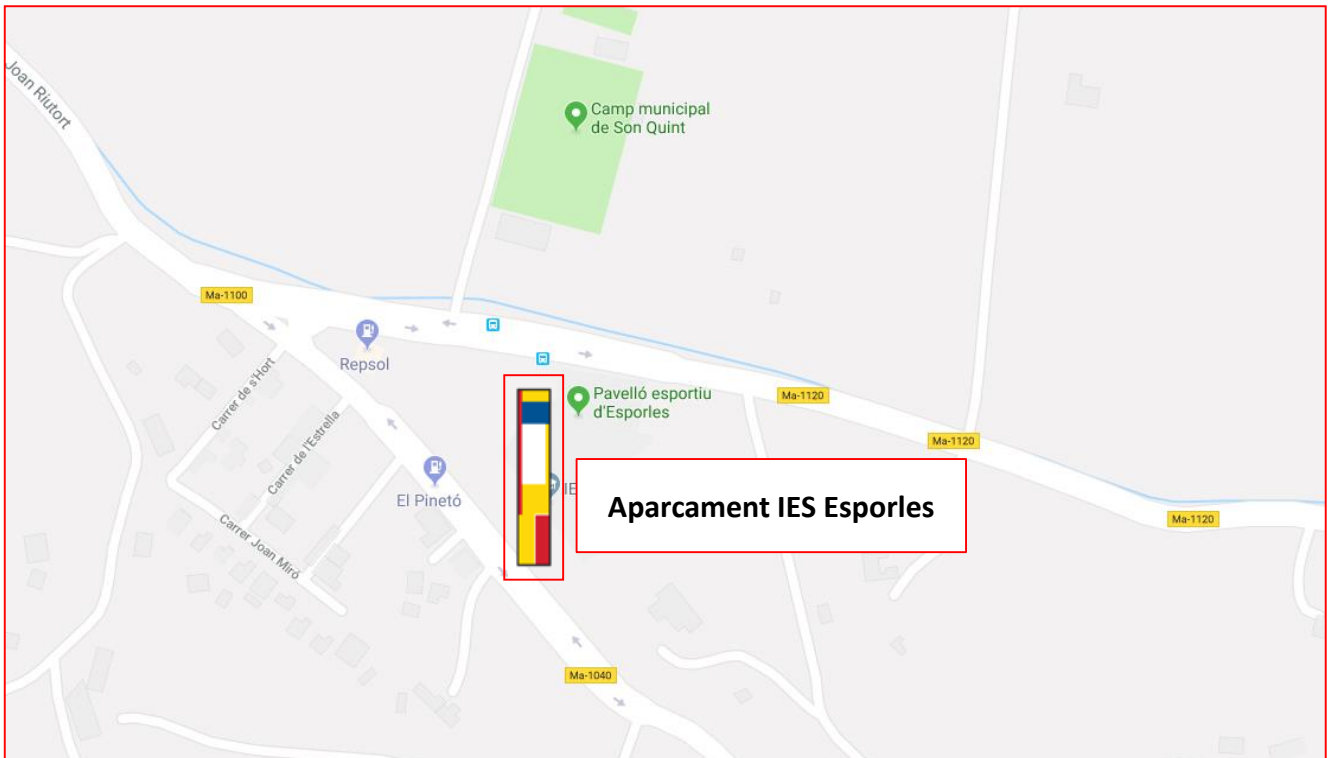 Joan Riutort
Camp municipal
de Son Quint
Ma-1100
Repsol
Carrer de s'Hort
Carrer de l'Estrella
Pavelló esportiu
d'Esporles
Ma-1120
Ma-1120
El Pinetó
IE
Aparcament IES Esporles
Ma-1120
Carrer Joan Miró
Ma-1040